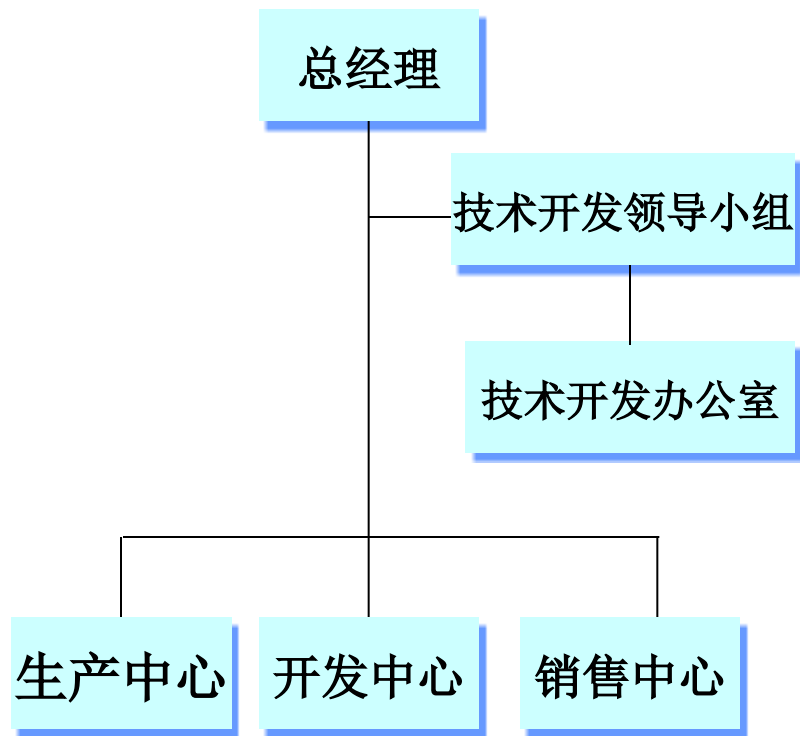 总经理
技术开发领导小组
技术开发办公室
生产中心
开发中心
销售中心